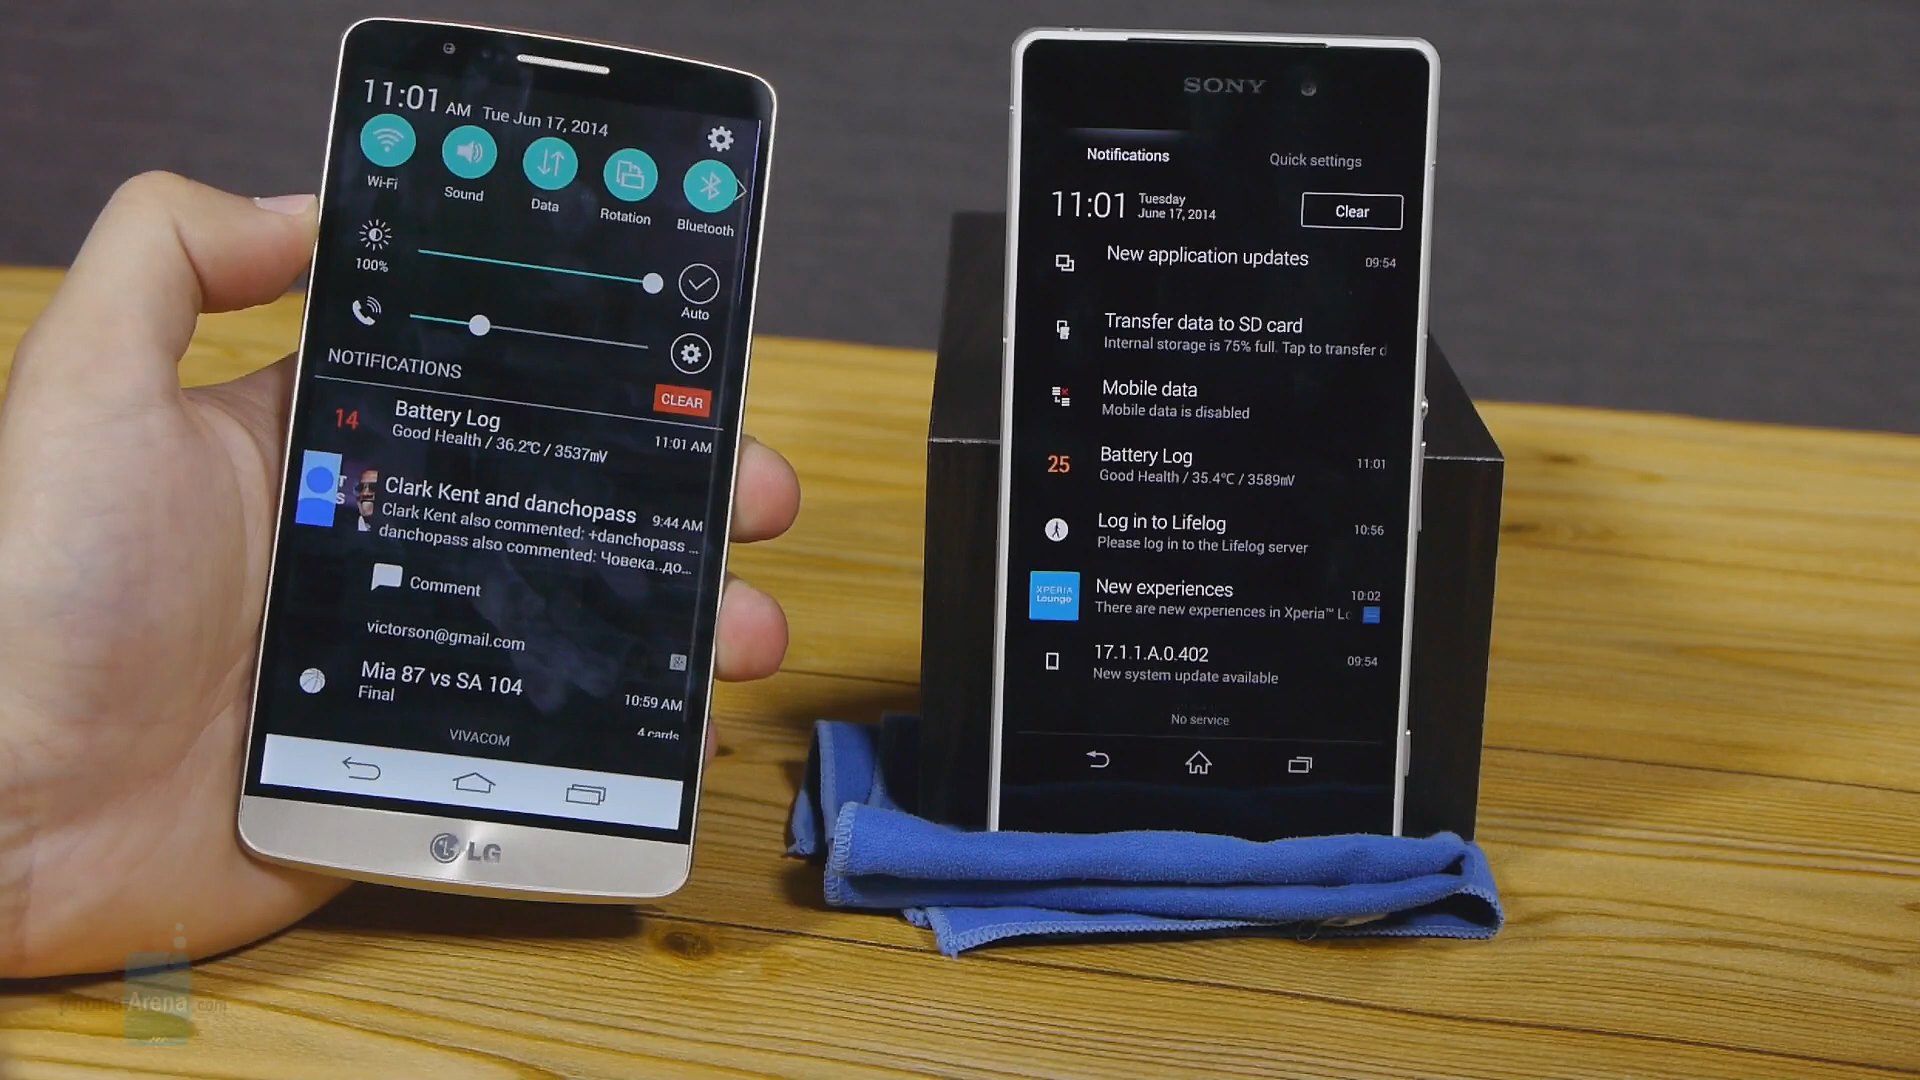 11:01 AM Tue Jun 17, 2014
Wi-Fi
Sound
Data
Rotation
Bluetooth
100%
Auto
NOTIFICATIONS
CLEAR
14
Battery Log
Good Health / 36.2℃ / 3537mV
11:01 AM
Clark Kent and danchopass
9:44 AM
Clark Kent also commented: +danchopass ...
danchopass also commented: Човека..до...
Comment
victorson@gmail.com
8+
Mia 87 vs SA 104
Final
10:59 AM
4 cards
VIVACOM
LG
SONY
Notifications
Quick settings
11:01
Tuesday
June 17, 2014
Clear
New application updates
09:54
Transfer data to SD card
Internal storage is 75% full. Tap to transfer d
Mobile data
Mobile data is disabled
25
Battery Log
11:01
Good Health / 35.4℃ / 3589mV
Log in to Lifelog
10:56
Please log in to the Lifelog server
XPERIA
Lounge
New experiences
10:02
There are new experiences in Xperia™ Lo
17.1.1.A.0.402
09:54
New system update available
No service
phoneArena.com